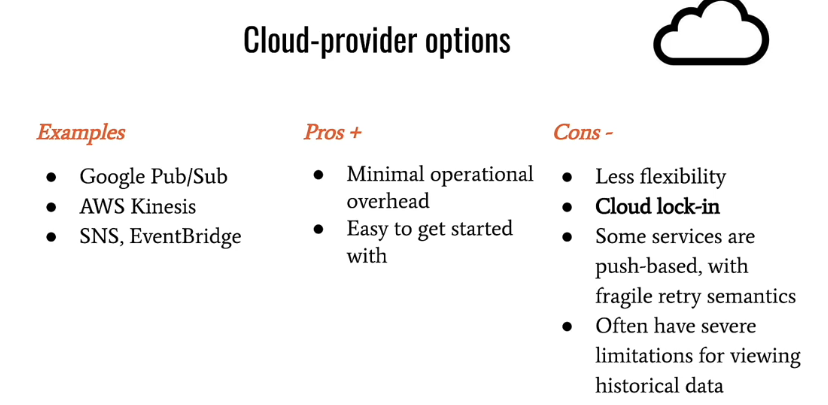 Cloud-provider options
Examples
Google Pub/Sub
AWS Kinesis
SNS, EventBridge
Pros +
Minimal operational
overhead
Easy to get started
with
Cons -
Less flexibility
Cloud lock-in
Some services are
push-based, with
fragile retry semantics
Often have severe
limitations for viewing
historical data